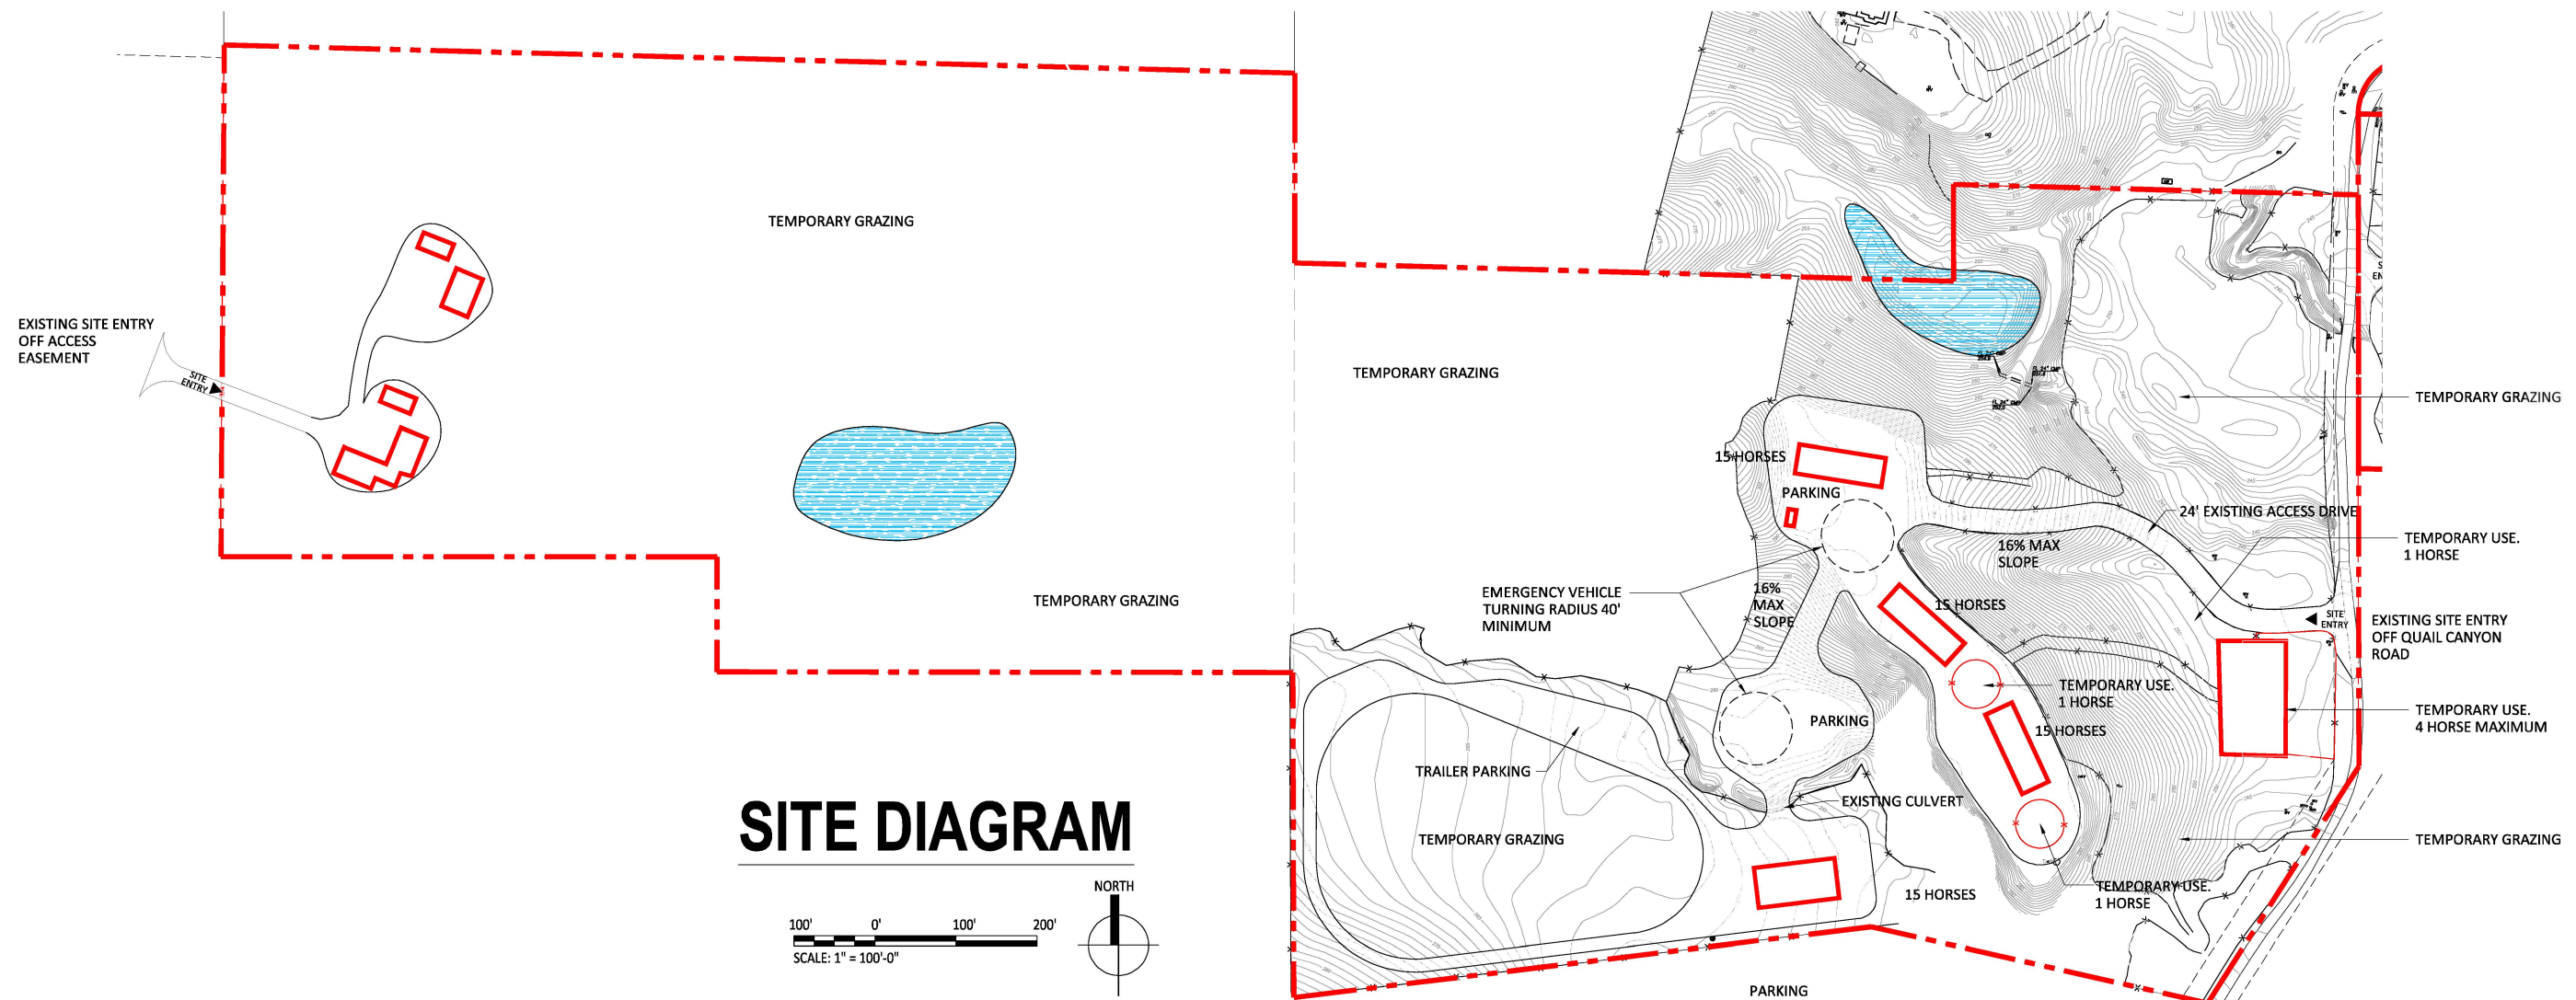 TEMPORARY GRAZING
EXISTING SITE ENTRY
OFF ACCESS
EASEMENT
SITE
ENTRY
TEMPORARY GRAZING
TEMPORARY GRAZING
TEMPORARY GRAZING
15 HORSES
PARKING
24' EXISTING ACCESS DRIVE
16% MAX
SLOPE
TEMPORARY USE.
1 HORSE
EMERGENCY VEHICLE
TURNING RADIUS 40'
MINIMUM
16%
MAX
SLOPE
15 HORSES
SITE
ENTRY
EXISTING SITE ENTRY
OFF QUAIL CANYON
ROAD
TEMPORARY USE.
1 HORSE
PARKING
15 HORSES
TEMPORARY USE.
4 HORSE MAXIMUM
TRAILER PARKING
EXISTING CULVERT
TEMPORARY GRAZING
TEMPORARY GRAZING
TEMPORARY USE.
1 HORSE
15 HORSES
PARKING
SITE DIAGRAM
NORTH
100' 0' 100' 200'
SCALE: 1" = 100'-0"